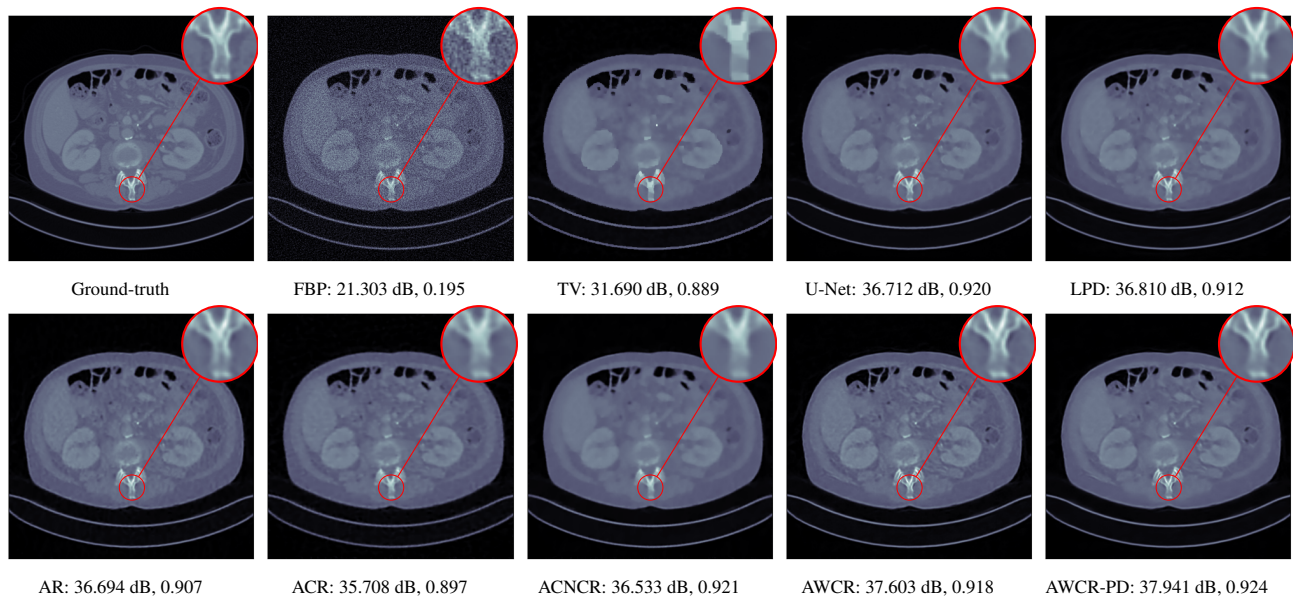 Ground-truth
FBP: 21.303 dB, 0.195
TV: 31.690 dB, 0.889
U-Net: 36.712 dB, 0.920
LPD: 36.810 dB, 0.912
AR: 36.694 dB, 0.907
ACR: 35.708 dB, 0.897
ACNCR: 36.533 dB, 0.921
AWCR: 37.603 dB, 0.918
AWCR-PD: 37.941 dB, 0.924